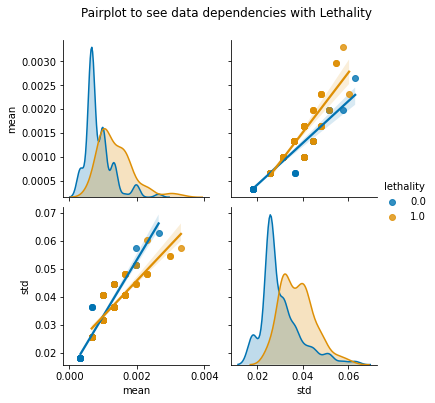 Pairplot to see data dependencies with Lethality
0.0030
0.0025
0.0020
0.0015
0.0010
0.0005
mean
lethality
0.0
1.0
0.07
0.06
0.05
0.04
0.03
0.02
std
0.000 0.002 0.004
mean
0.02 0.04 0.06
std